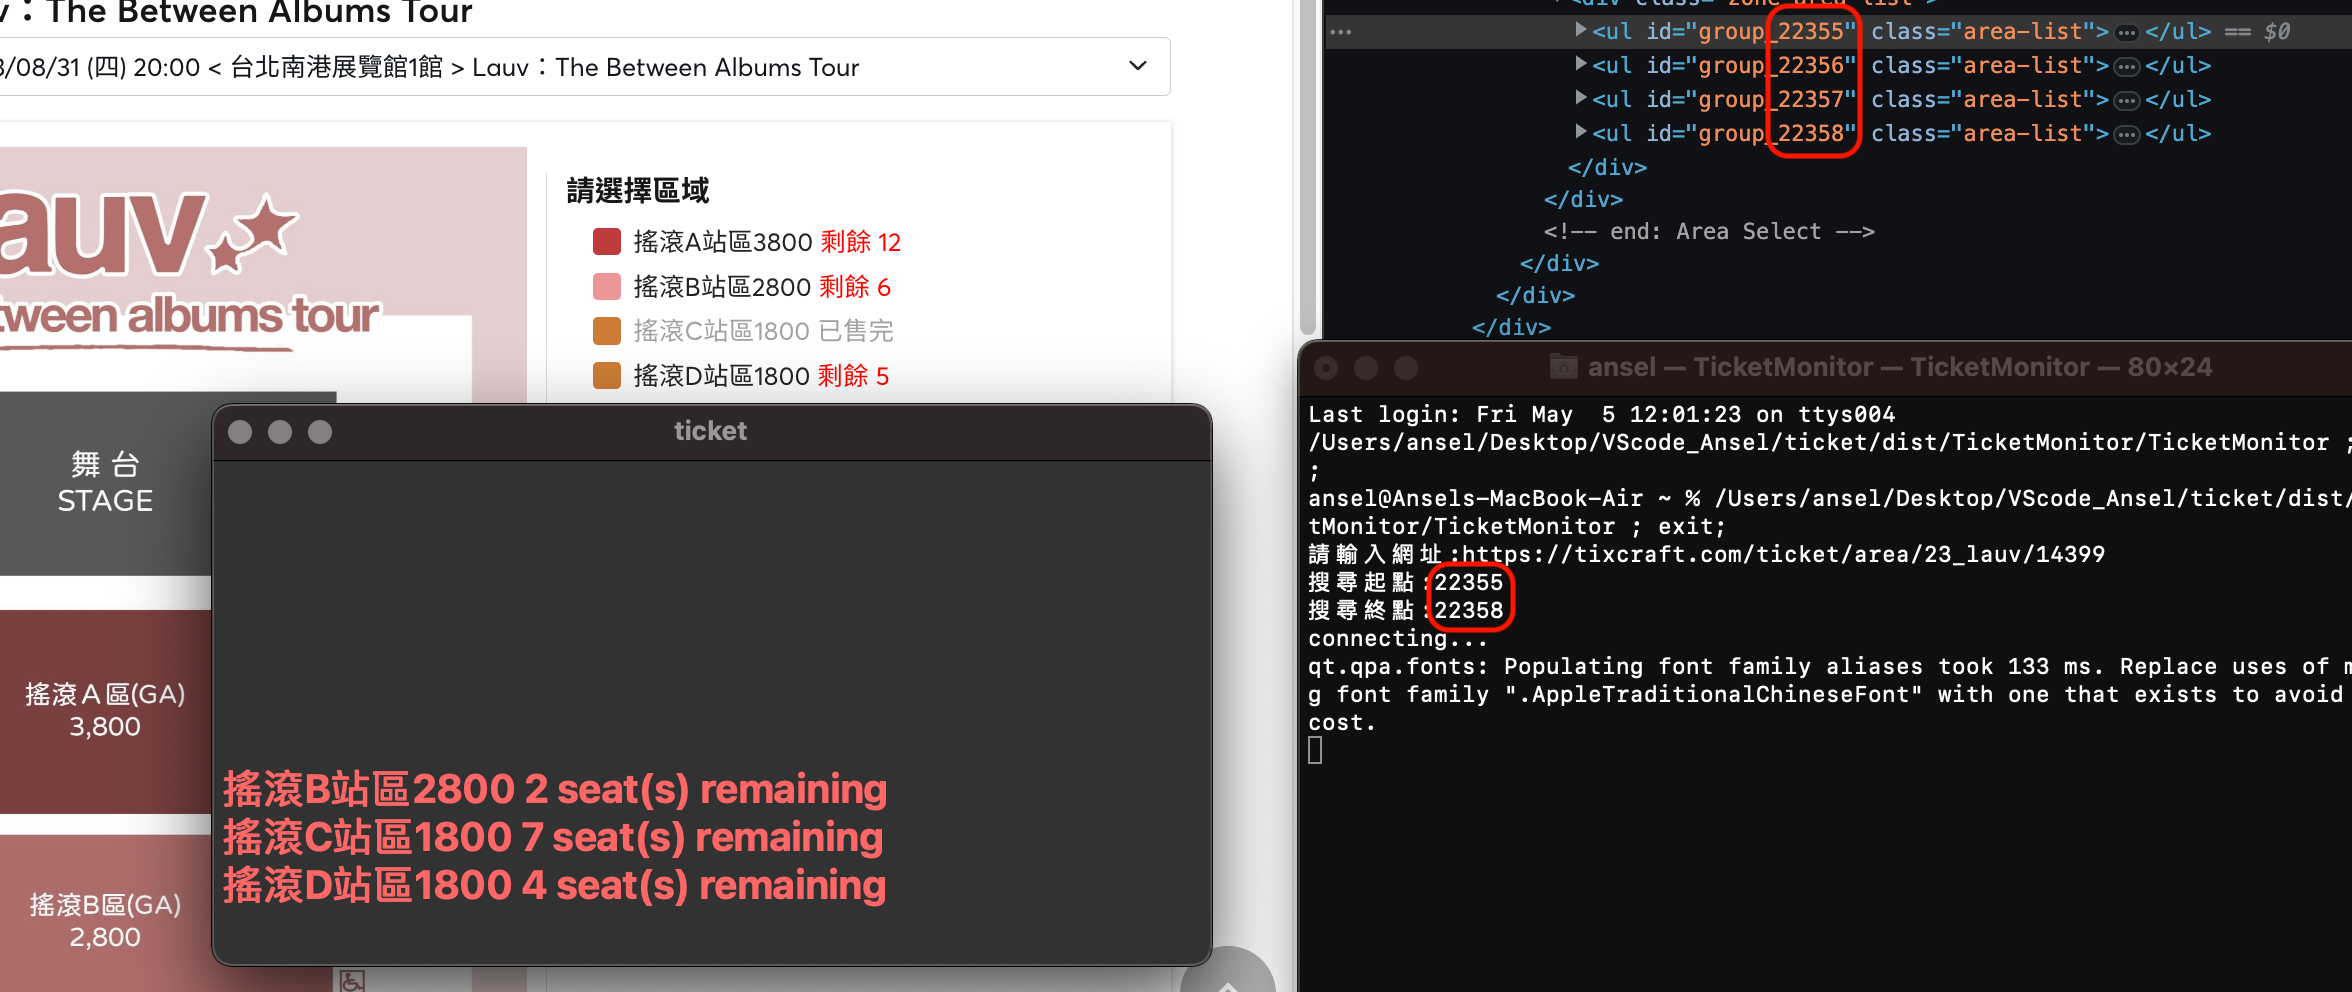 : The Between Albums Tour
/08/31 (四) 20:00 < 台北南港展覽館1館 > Lauv：The Between Albums Tour
auv
tween albums tour
請選擇區域
搖滾A站區3800 剩餘 12
搖滾B站區2800 剩餘 6
搖滾C站區1800 已售完
搖滾D站區1800 剩餘 5
舞 台
STAGE
搖滾A區(GA)
3,800
搖滾B區(GA)
2,800
ticket
搖滾B站區2800 2 seat(s) remaining
搖滾C站區1800 7 seat(s) remaining
搖滾D站區1800 4 seat(s) remaining
<div class="zone area-list">
<ul id="group_22355" class="area-list">…</ul> == $0
<ul id="group_22356" class="area-list">…</ul>
<ul id="group_22357" class="area-list">…</ul>
<ul id="group_22358" class="area-list">…</ul>
</div>
</div>
<!-- end: Area Select -->
</div>
</div>
</div>
ansel — TicketMonitor — TicketMonitor — 80×24
Last login: Fri May  5 12:01:23 on ttys004
/Users/ansel/Desktop/VScode_Ansel/ticket/dist/TicketMonitor/TicketMonitor ;
;
ansel@Ansels-MacBook-Air ~ % /Users/ansel/Desktop/VScode_Ansel/ticket/dist/
tMonitor/TicketMonitor ; exit;
請輸入網址:https://tixcraft.com/ticket/area/23_lauv/14399
搜尋起點:22355
搜尋終點:22358
connecting...
qt.qpa.fonts: Populating font family aliases took 133 ms. Replace uses of m
g font family ".AppleTraditionalChineseFont" with one that exists to avoid
cost.